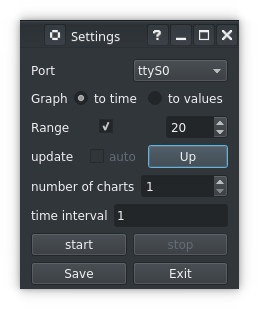 Settings ?
Port ttyS0
Graph to time to values
Range 20
update auto Up
number of charts 1
time interval 1
start stop
Save Exit